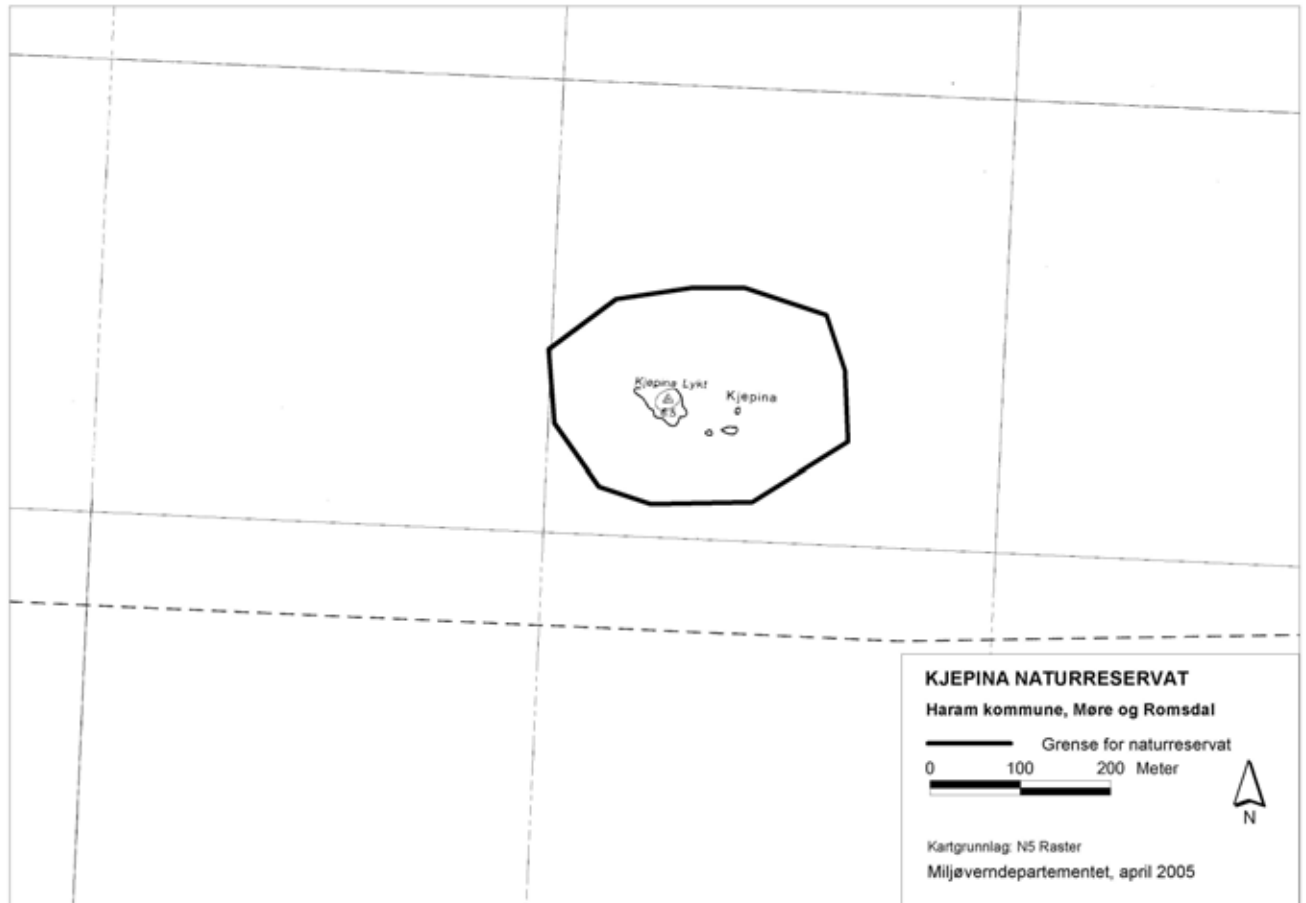 Kjepina Lykt
Kjepina
KJEPINA NATURRESERVAT
Haram kommune, Møre og Romsdal
Grense for naturreservat
0 100 200 Meter
N
Kartgrunnlag: N5 Raster
Miljøverndepartementet, april 2005